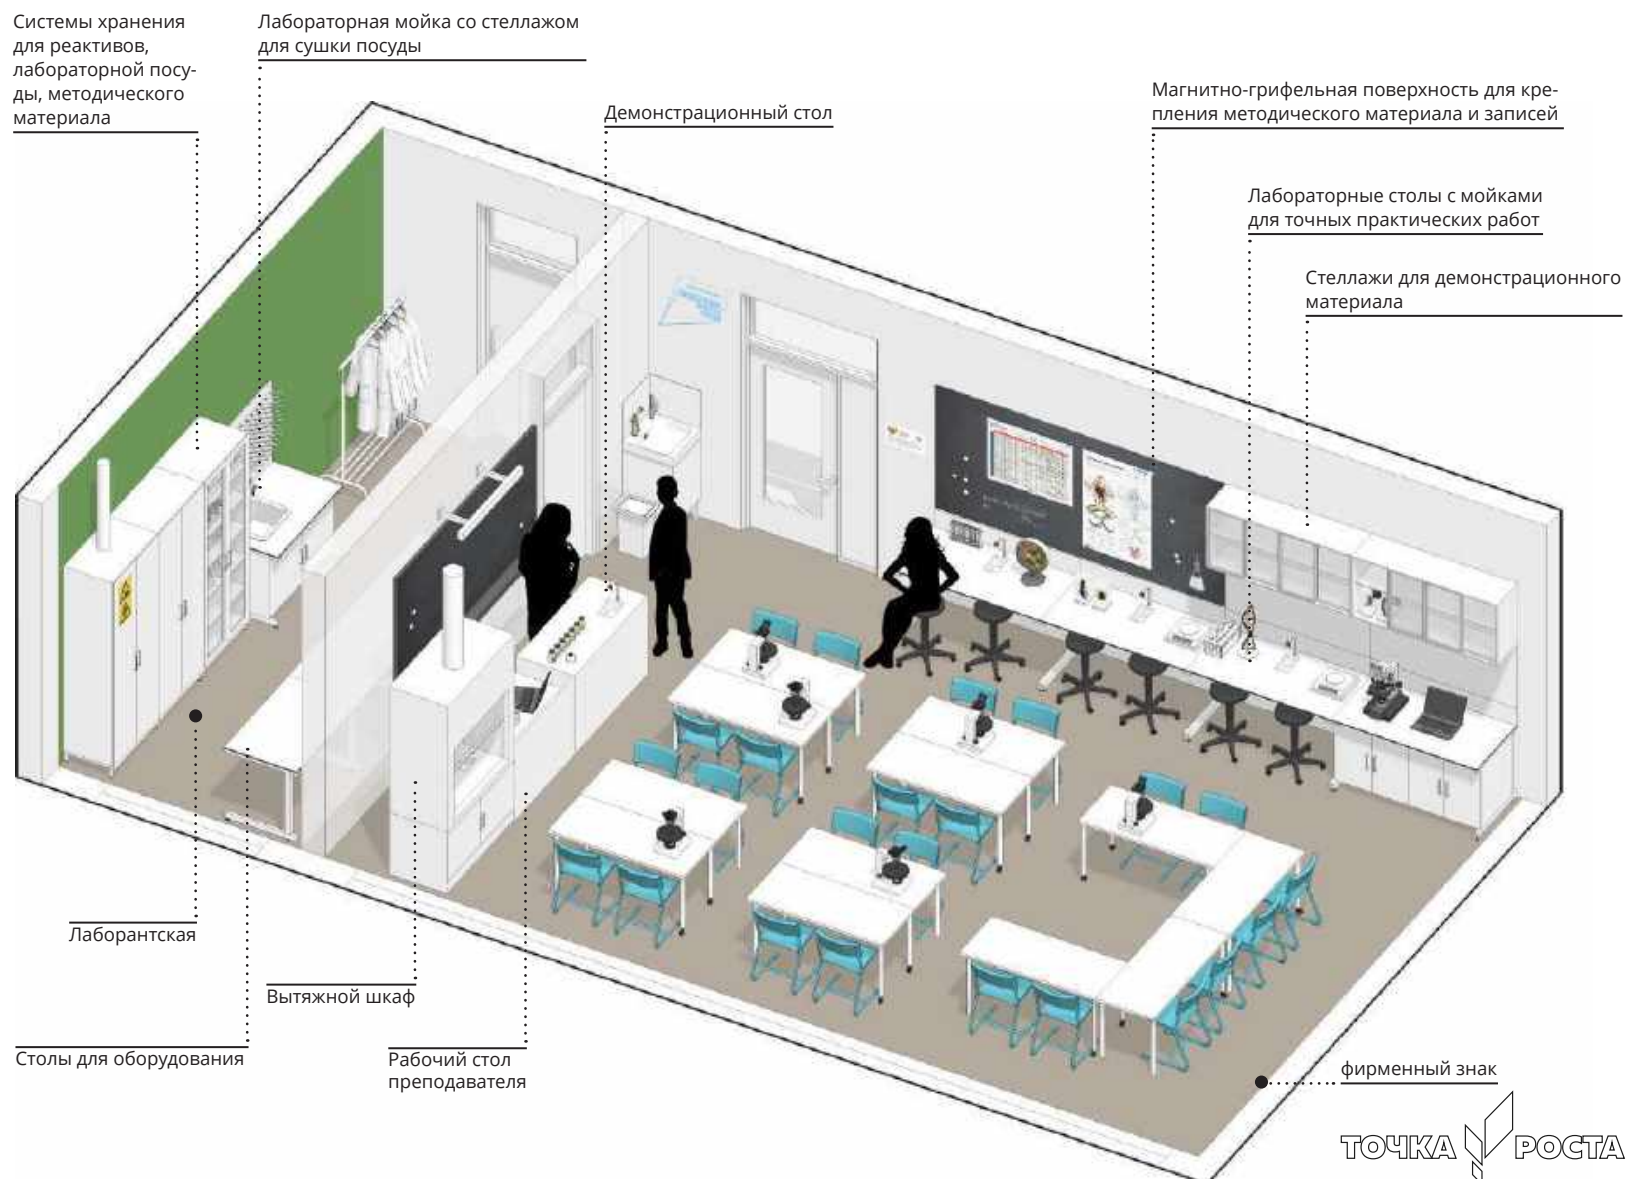 Системы хранения
для реактивов,
лабораторной посу-
ды, методического
материала
Лабораторная мойка со стеллажом
для сушки посуды
Демонстрационный стол
Магнитно-грифельная поверхность для кре-
пления методического материала и записей
Лабораторные столы с мойками
для точных практических работ
Стеллажи для демонстрационного
материала
Лаборантская
Вытяжной шкаф
Столы для оборудования
Рабочий стол
преподавателя
фирменный знак
ТОЧКА РОСТА